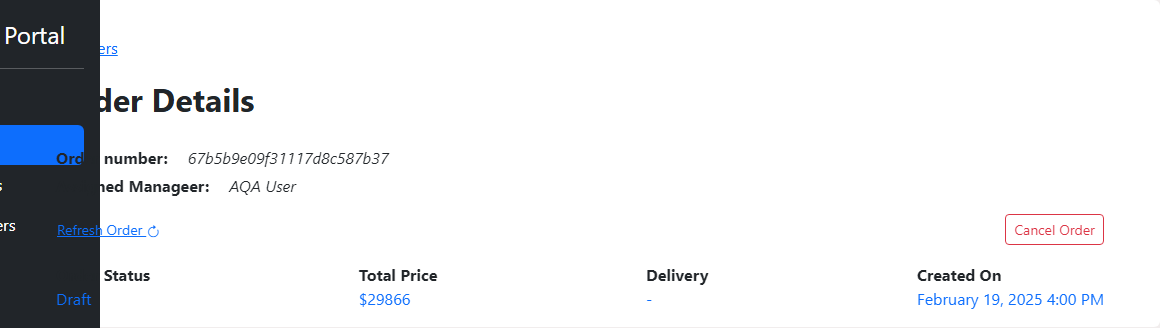 Portal
ers
der Details
Order number: 67b5b9e09f31117d8c587b37
ned Manageer: AQA User
s
ers
Refresh Order
Cancel Order
Status Total Price Delivery Created On
Draft $29866 - February 19, 2025 4:00 PM